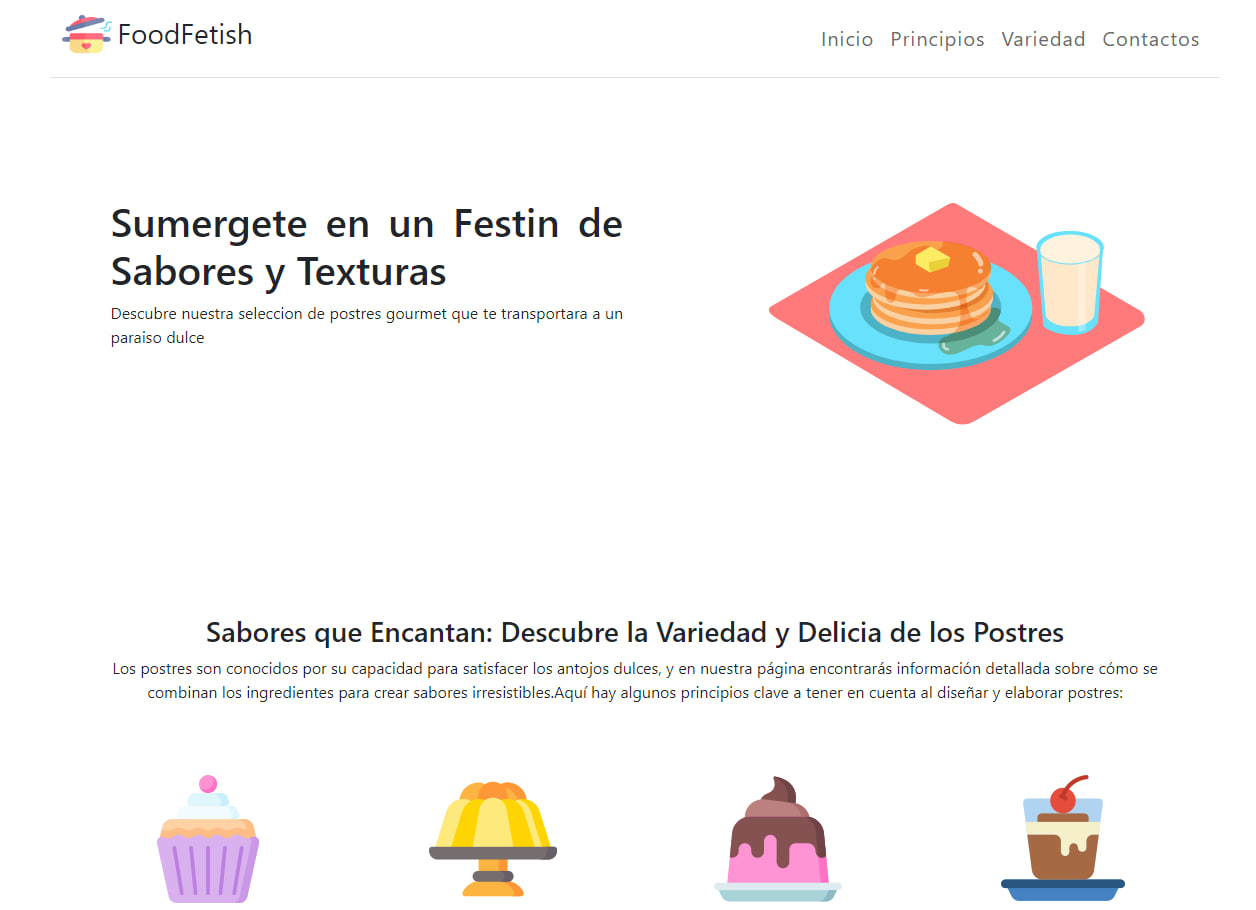 FoodFetish
Inicio Principios Variedad Contactos
Sumergete en un Festin de
Sabores y Texturas
Descubre nuestra seleccion de postres gourmet que te transportara a un
paraiso dulce
Sabores que Encantan: Descubre la Variedad y Delicia de los Postres
Los postres son conocidos por su capacidad para satisfacer los antojos dulces, y en nuestra página encontrarás información detallada sobre cómo se
combinan los ingredientes para crear sabores irresistibles.Aquí hay algunos principios clave a tener en cuenta al diseñar y elaborar postres: